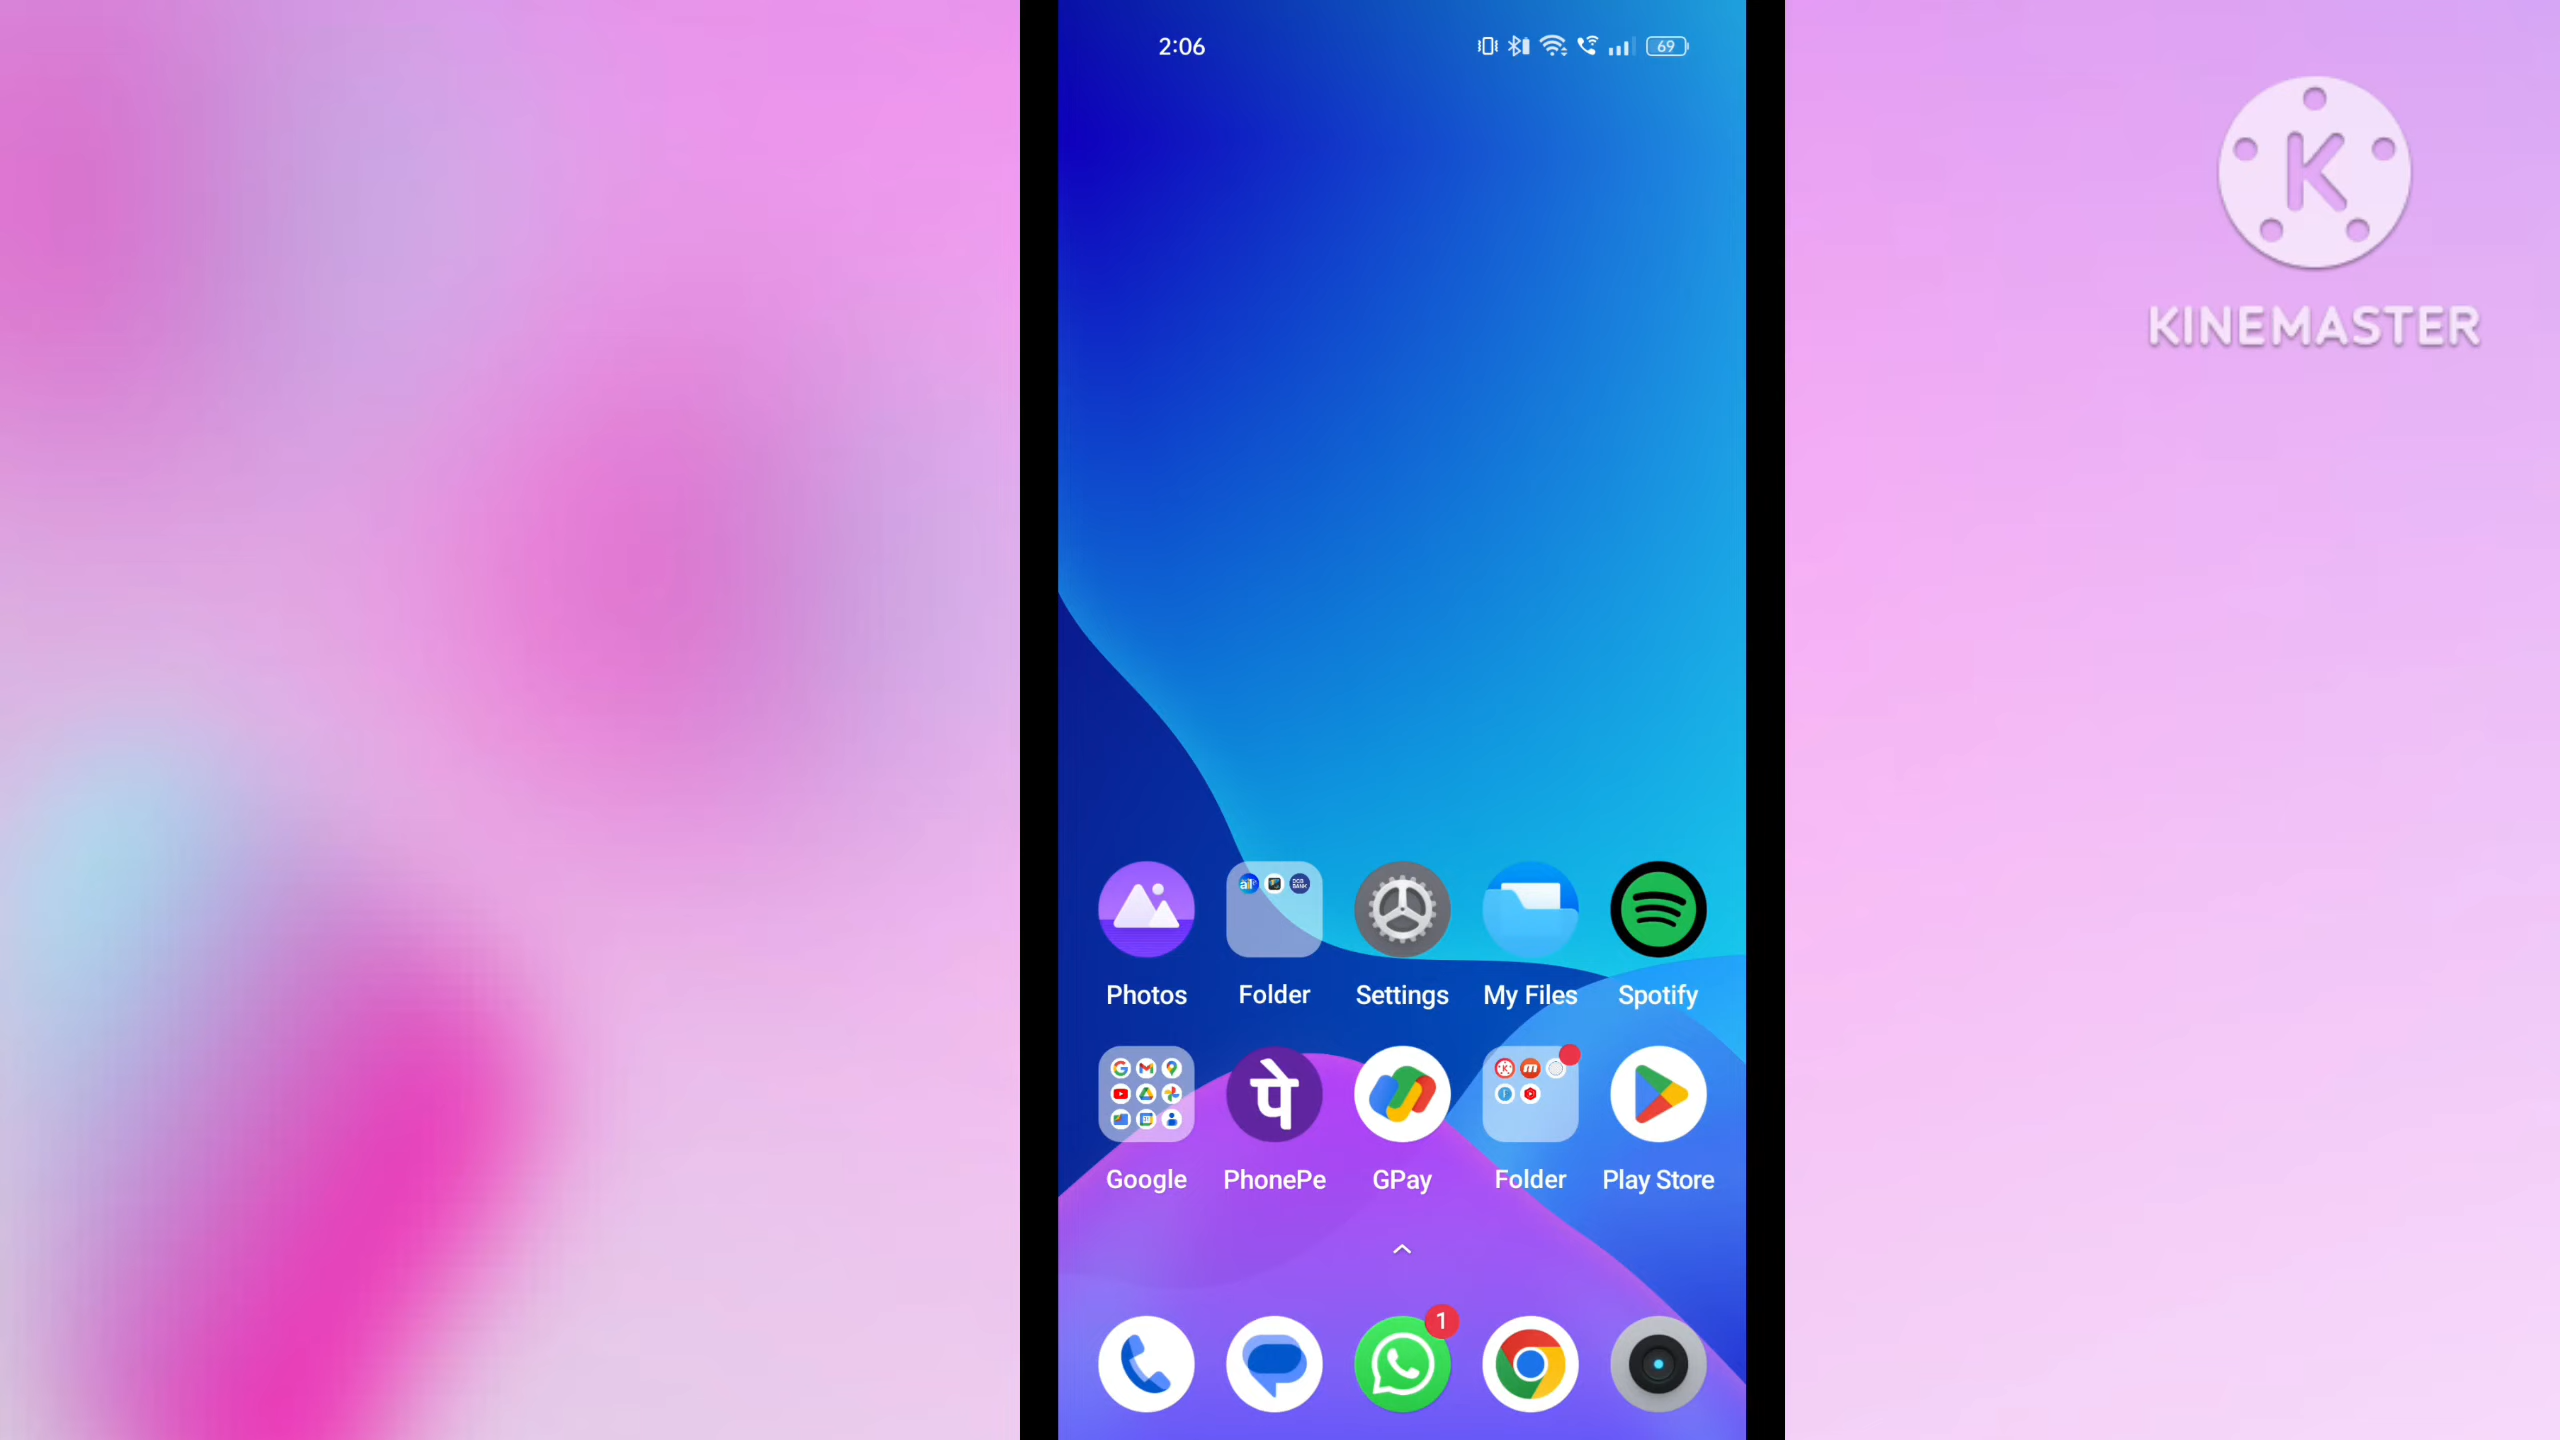 2:06
69
KINEMASTER
Photos
Folder
Settings
My Files
Spotify
Google
पे
PhonePe
GPay
Folder
Play Store
1